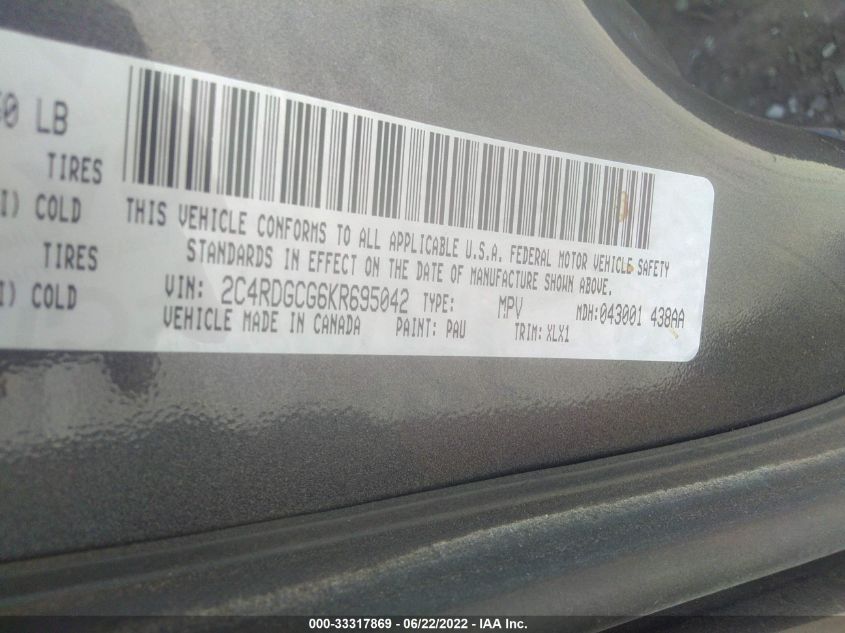 50 LB
TIRES
I) COLD
TIRES
I) COLD
THIS VEHICLE CONFORMS TO ALL APPLICABLE U.S.A. FEDERAL MOTOR VEHICLE SAFETY
STANDARDS IN EFFECT ON THE DATE OF MANUFACTURE SHOWN ABOVE.
VIN: 2C4RDGCG6KR695042 TYPE: MPV MDH:043001 438AA
VEHICLE MADE IN CANADA PAINT: PAU TRIM: XLX1
000-33317869 - 06/22/2022 - IAA Inc.